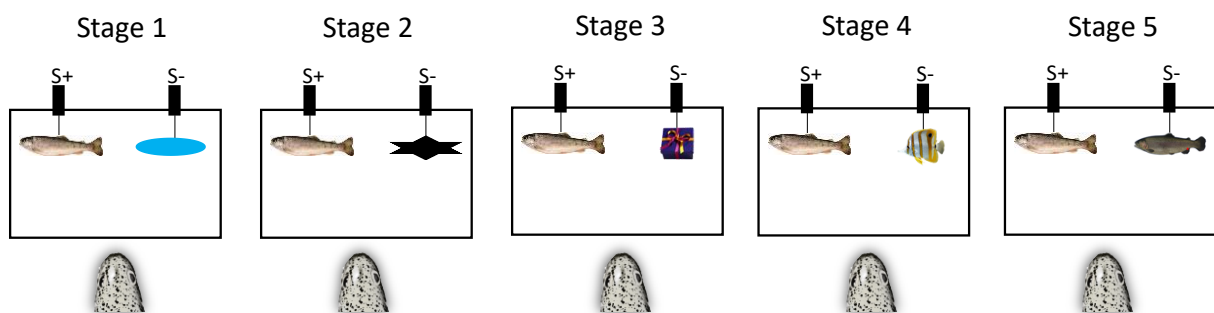 Stage 1
Stage 2
Stage 3
Stage 4
Stage 5
S+ S-
S+ S-
S+ S-
S+ S-
S+ S-